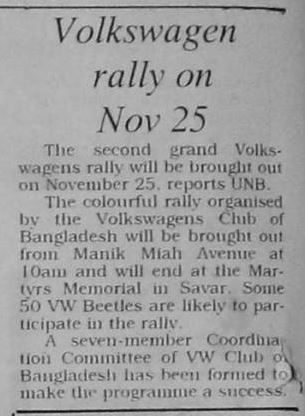 Volkswagen
rally on
Nov 25
The second grand Volks-
wagens rally will be brought out
on November 25, reports UNB.
The colourful rally organised
by the Volkswagens Club of
Bangladesh will be brought out
from Manik Miah Avenue at
10am and will end at the Mar-
tyrs Memorial in Savar. Some
50 VW Beetles are likely to par-
ticipate in the rally.
A seven-member Coordina
tion Committee of VW Club of
Bangladesh has been formed to
make the programme a success.